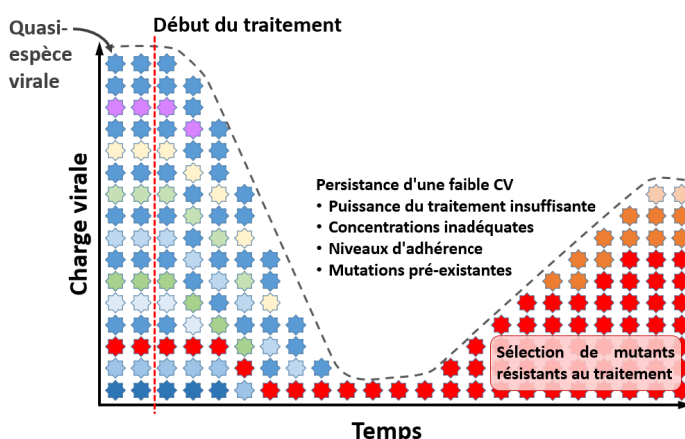 Quasi-
espèce
virale
Début du traitement
Charge virale
Persistance d'une faible CV
• Puissance du traitement insuffisante
• Concentrations inadéquates
• Niveaux d'adhérence
• Mutations pré-existantes
Sélection de mutants
résistants au traitement
Temps